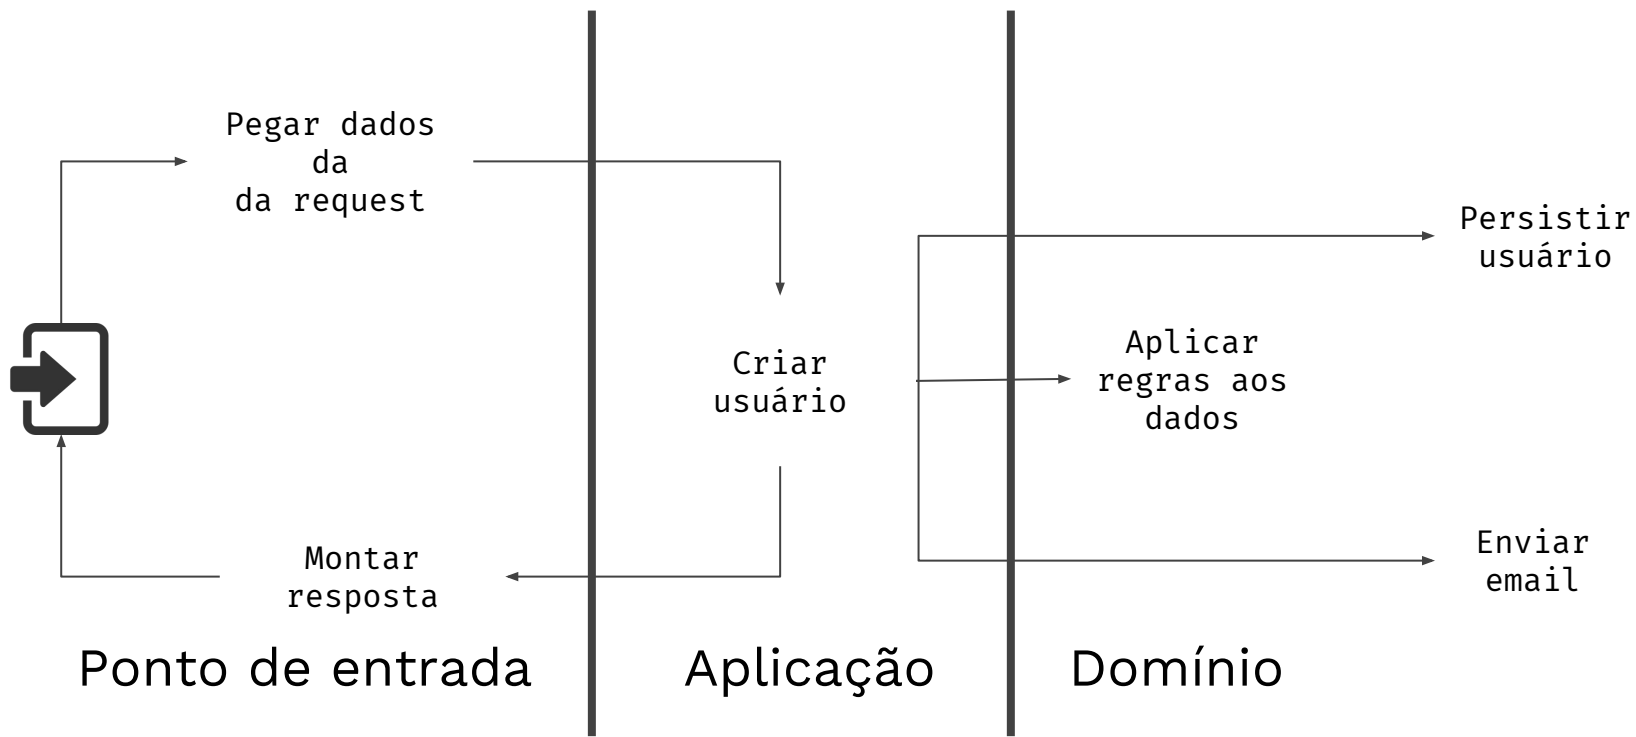 Pegar dados
da
da request
Persistir
usuário
Criar
usuário
Aplicar
regras aos
dados
Montar
resposta
Enviar
email
Ponto de entrada
Aplicação
Domínio